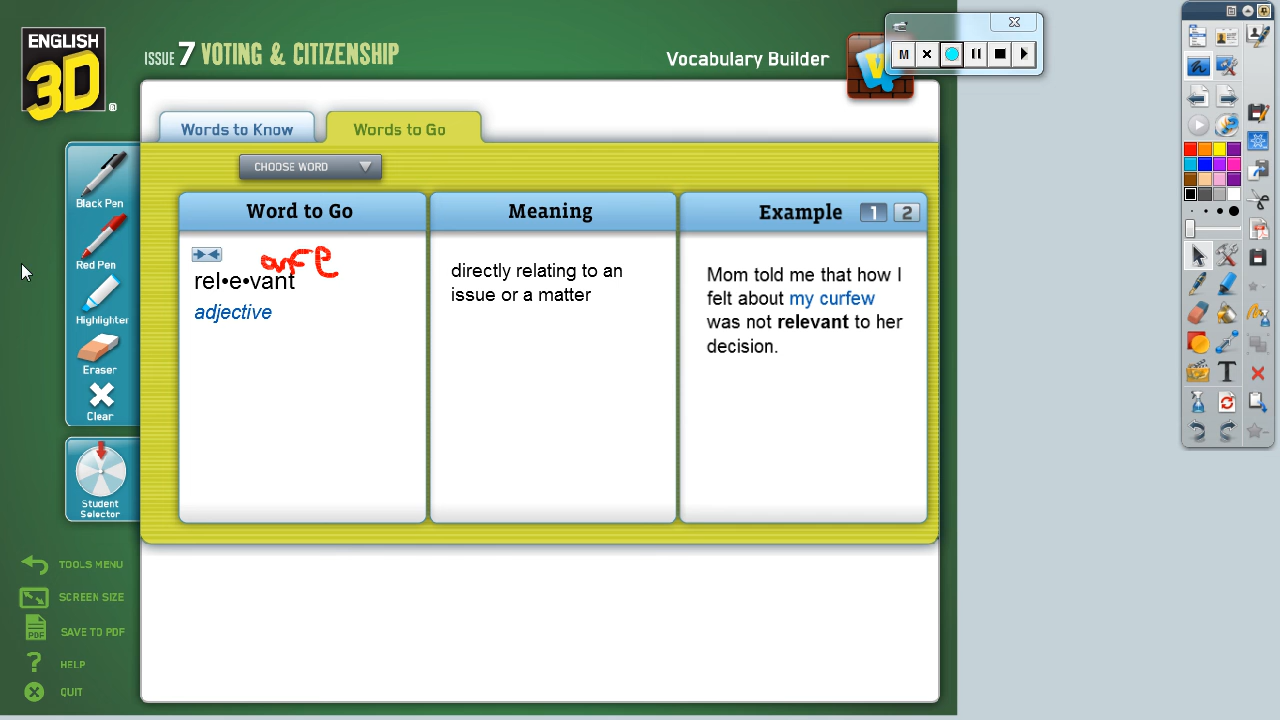 ENGLISH
3D
®
ISSUE 7 VOTING & CITIZENSHIP
Vocabulary Builder
M
Words to Know
Words to Go
CHOOSE WORD
Word to Go
Meaning
Example 1 2
are
rel•e•vant
adjective
directly relating to an
issue or a matter
Mom told me that how I
felt about my curfew
was not relevant to her
decision.
Black Pen
Red Pen
Highlighter
Eraser
Clear
Student
Selector
TOOLS MENU
SCREEN SIZE
PDF SAVE TO PDF
? HELP
QUIT
T